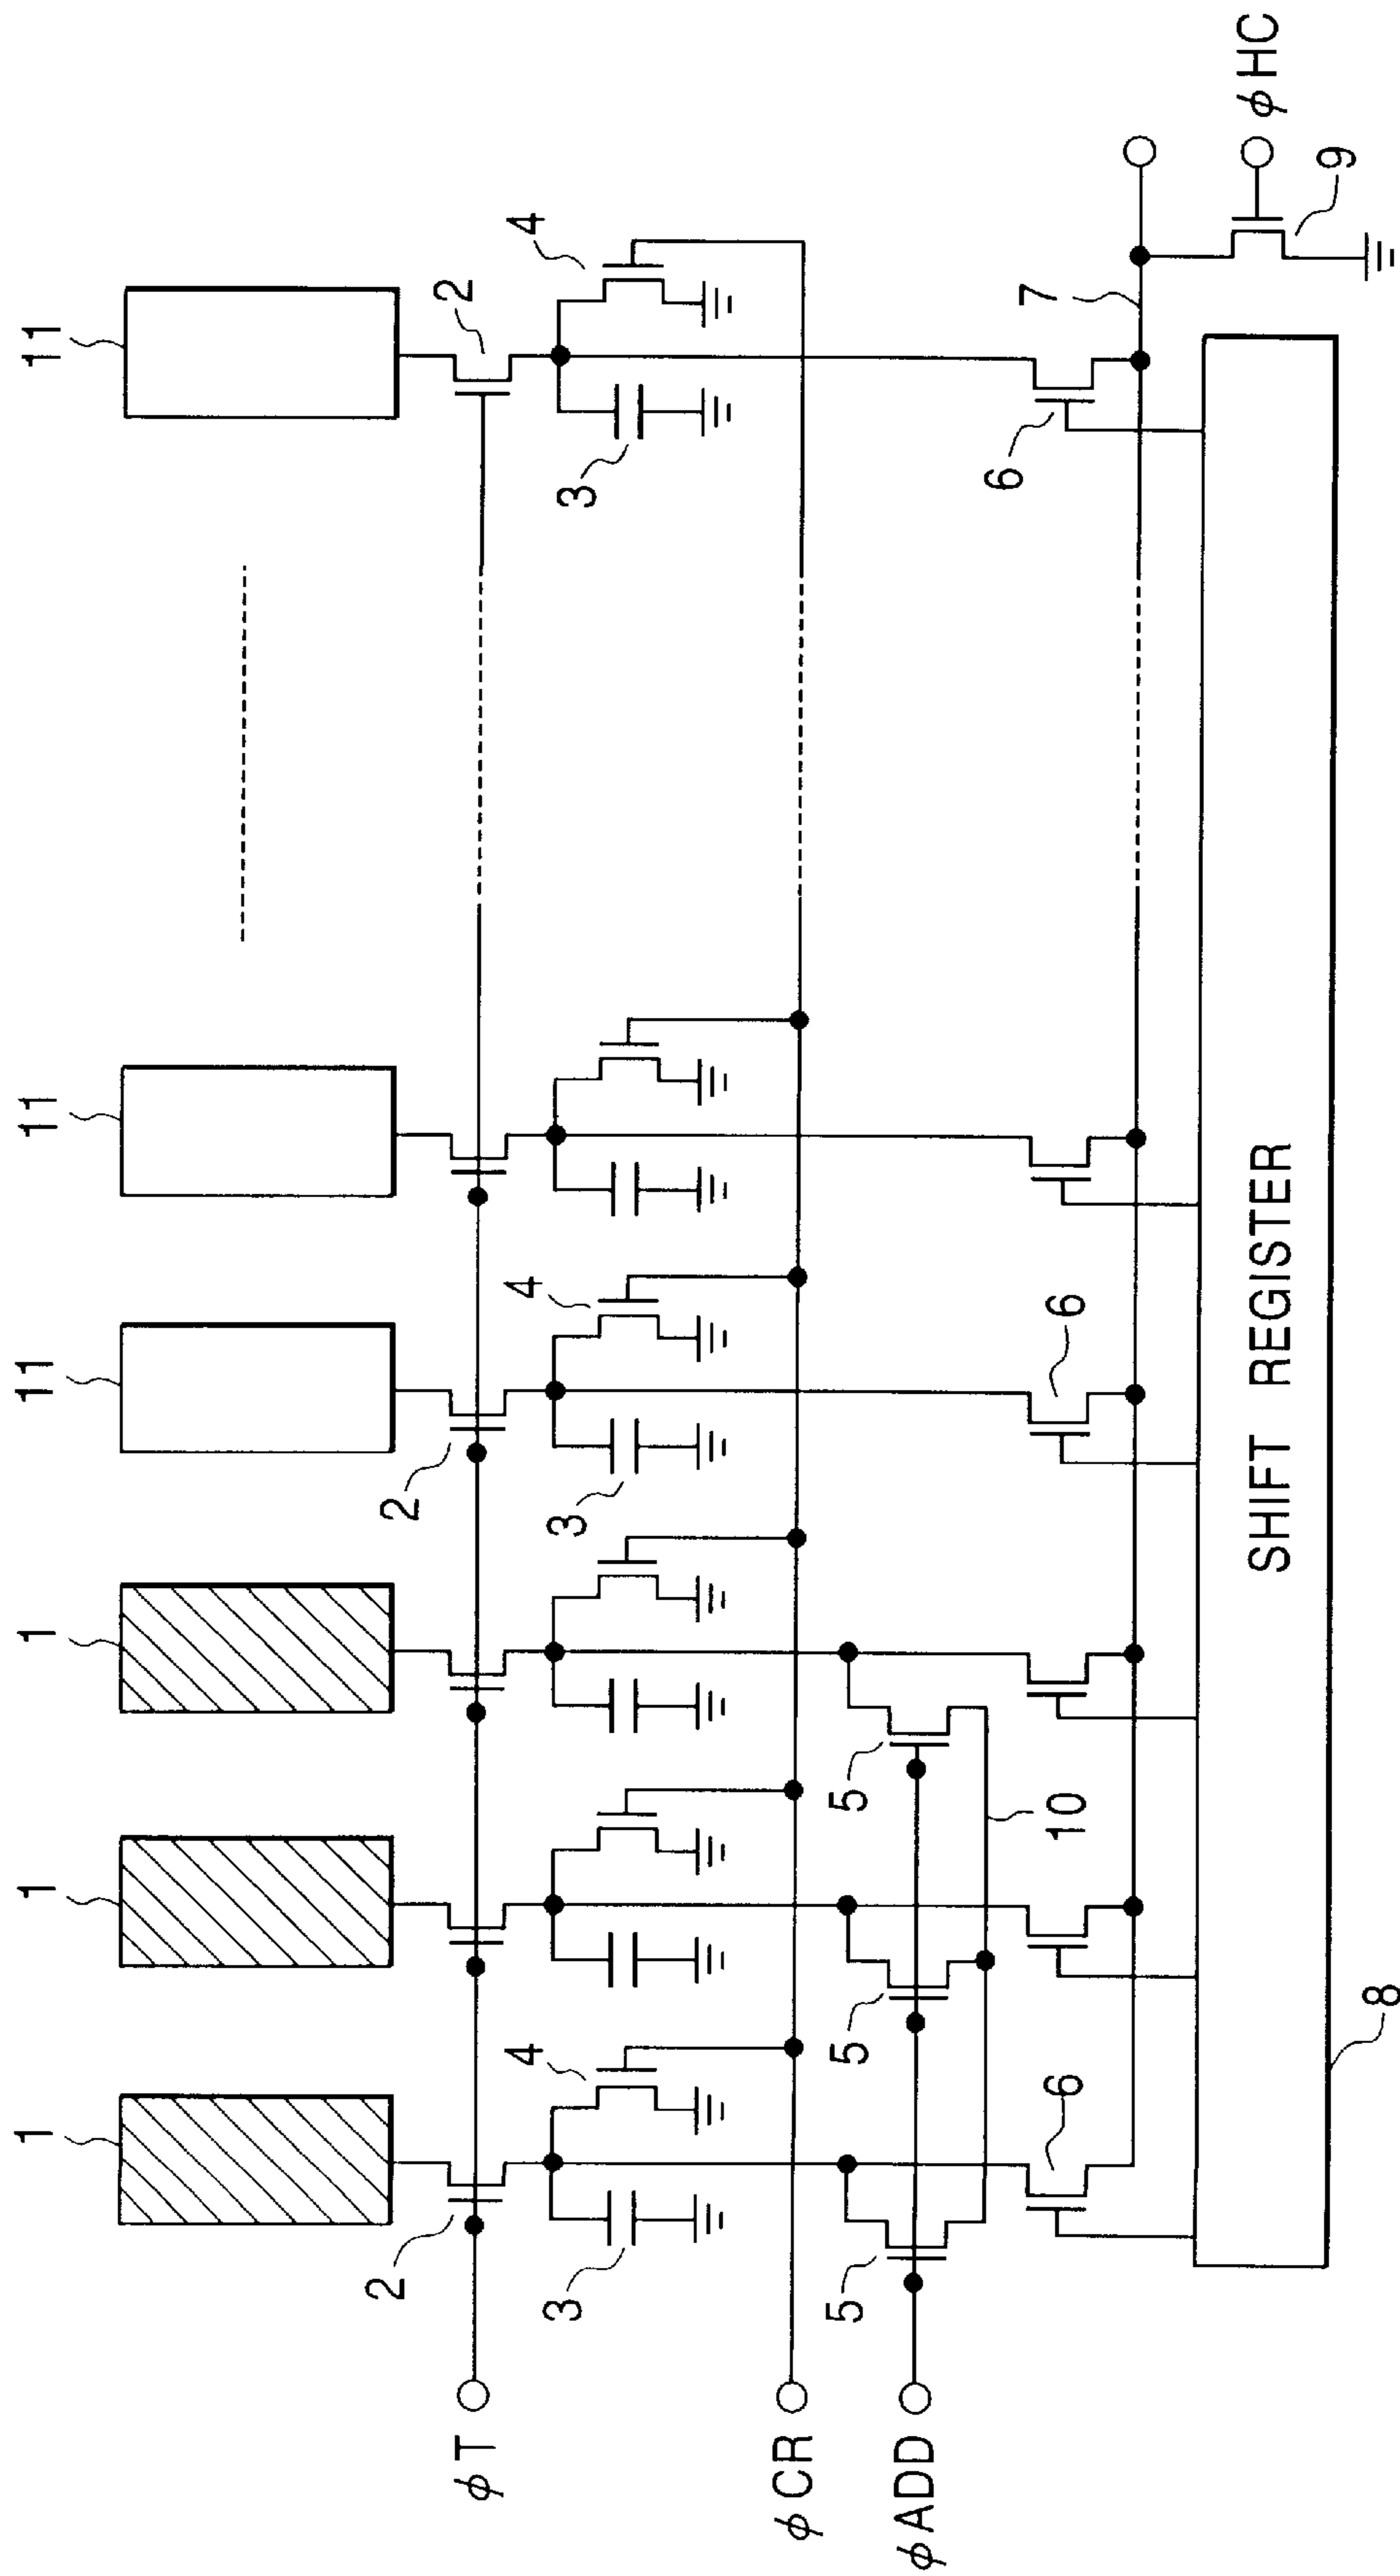 1 1 1 11 11 11
2 2 2
φT
4 4 4
3 3 3
φCR
5 5 5
φADD
6 10 6 6 7
SHIFT REGISTER
φHC
9
8